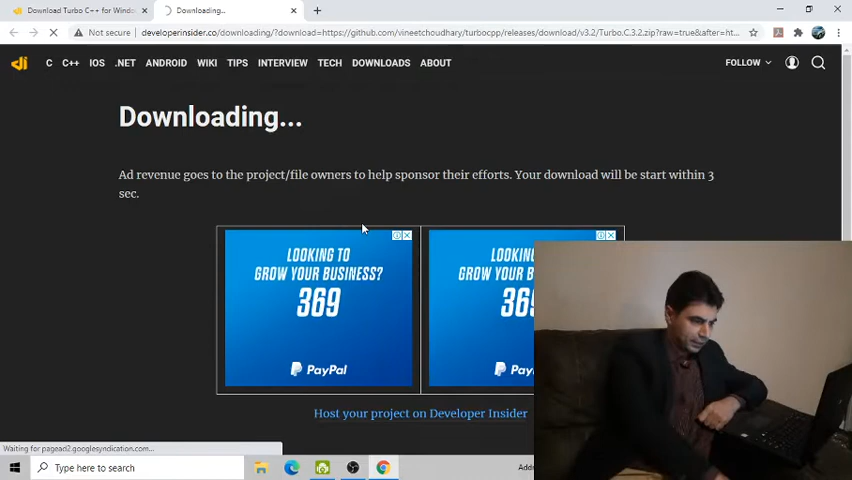 Download Turbo C++ for Wind
Downloading...
Not secure
developerinsider.co/downloading/?download=https://github.com/vineetchoudhary/turbocpp/releases/download/v3.2/Turbo.C.3.2.zip?raw=true&after=ht...
C C++ IOS .NET ANDROID WIKI TIPS INTERVIEW TECH DOWNLOADS ABOUT
FOLLOW
Downloading...
Ad revenue goes to the project/file owners to help sponsor their efforts. Your download will be start within 3
sec.
LOOKING TO
GROW YOUR BUSINESS?
369
PayPal
LOOKING
GROW YOUR B
36
PayP
Host your project on Developer Insider
Waiting for pagead2.googlesyndication.com...
Type here to search
Addr